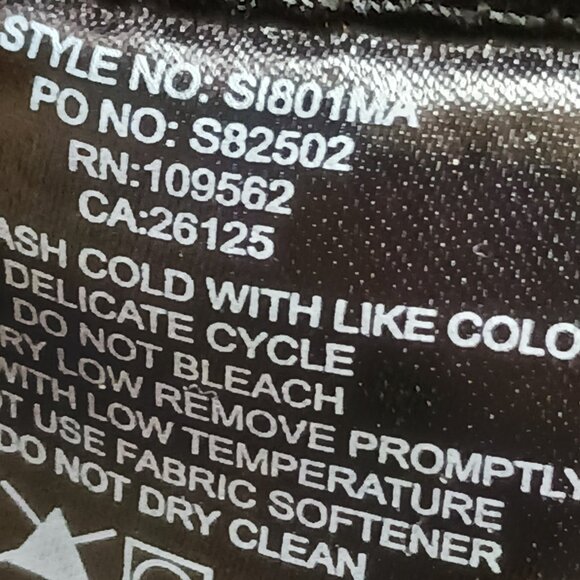 STYLE NO: SI801MA
PO NO: S82502
RN:109562
CA:26125
ASH COLD WITH LIKE COLO
DELICATE CYCLE
DO NOT BLEACH
RY LOW REMOVE PROMPTLY
WITH LOW TEMPERATURE
T USE FABRIC SOFTENER
DO NOT DRY CLEAN